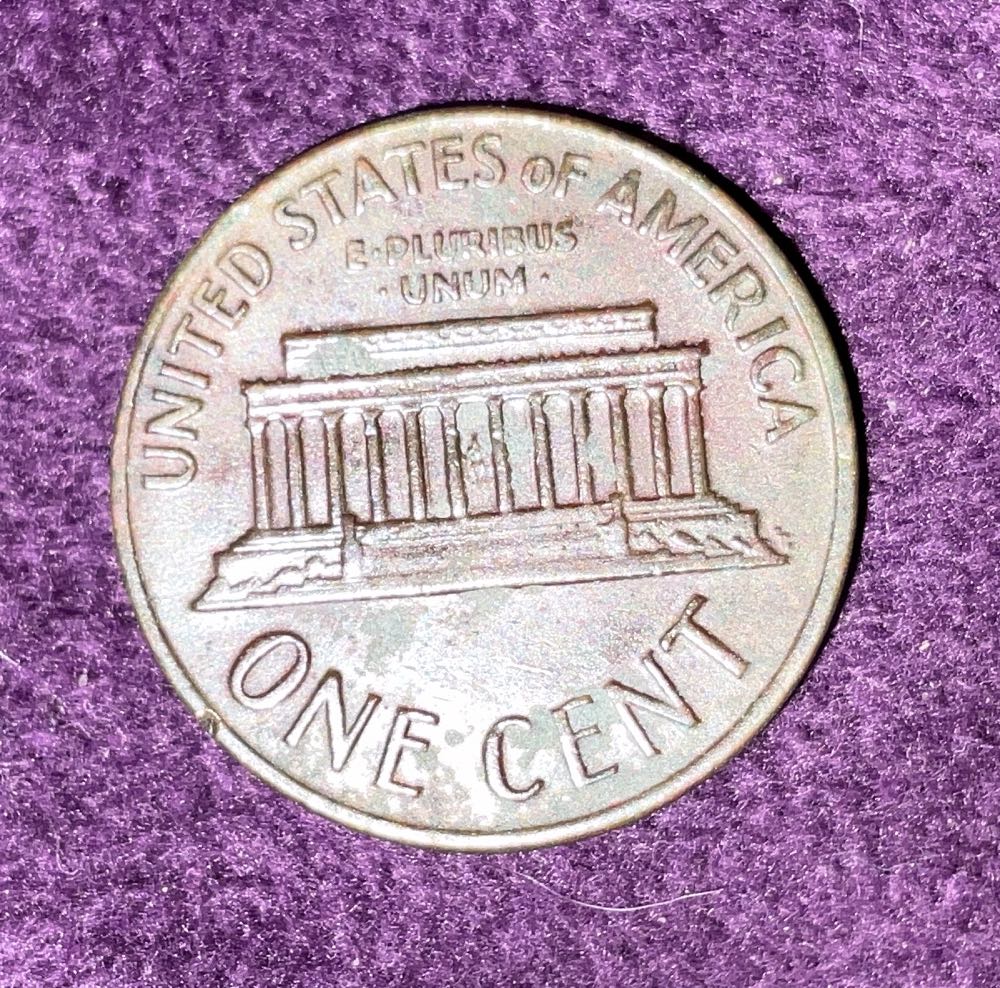 UNITED STATES OF AMERICA
E·PLURIBUS
·UNUM·
ONE CENT